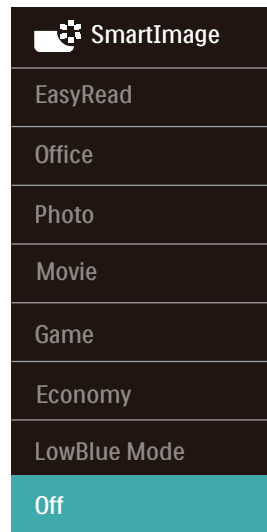 SmartImage
EasyRead
Office
Photo
Movie
Game
Economy
LowBlue Mode
Off